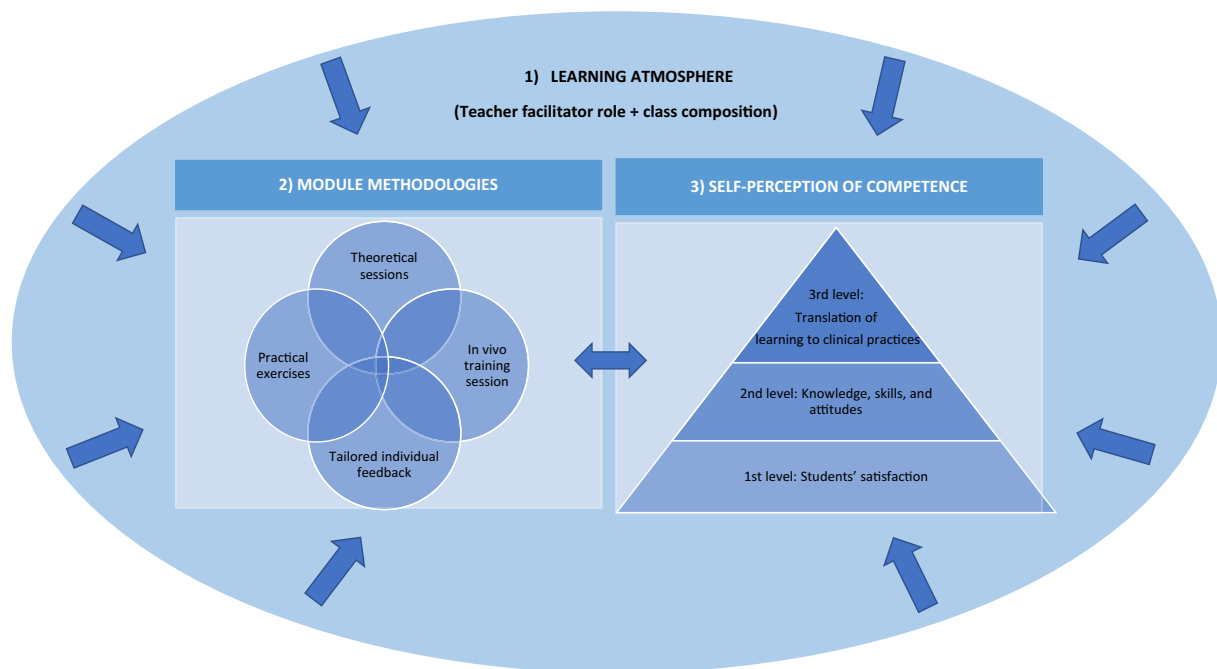 1) LEARNING ATMOSPHERE
(Teacher facilitator role + class composition)
2) MODULE METHODOLOGIES
Theoretical
sessions
Practical
exercises
In vivo
training
session
Tailored individual
feedback
3) SELF-PERCEPTION OF COMPETENCE
3rd level:
Translation of
learning to clinical practices
2nd level: Knowledge, skills, and
attitudes
1st level: Students’ satisfaction